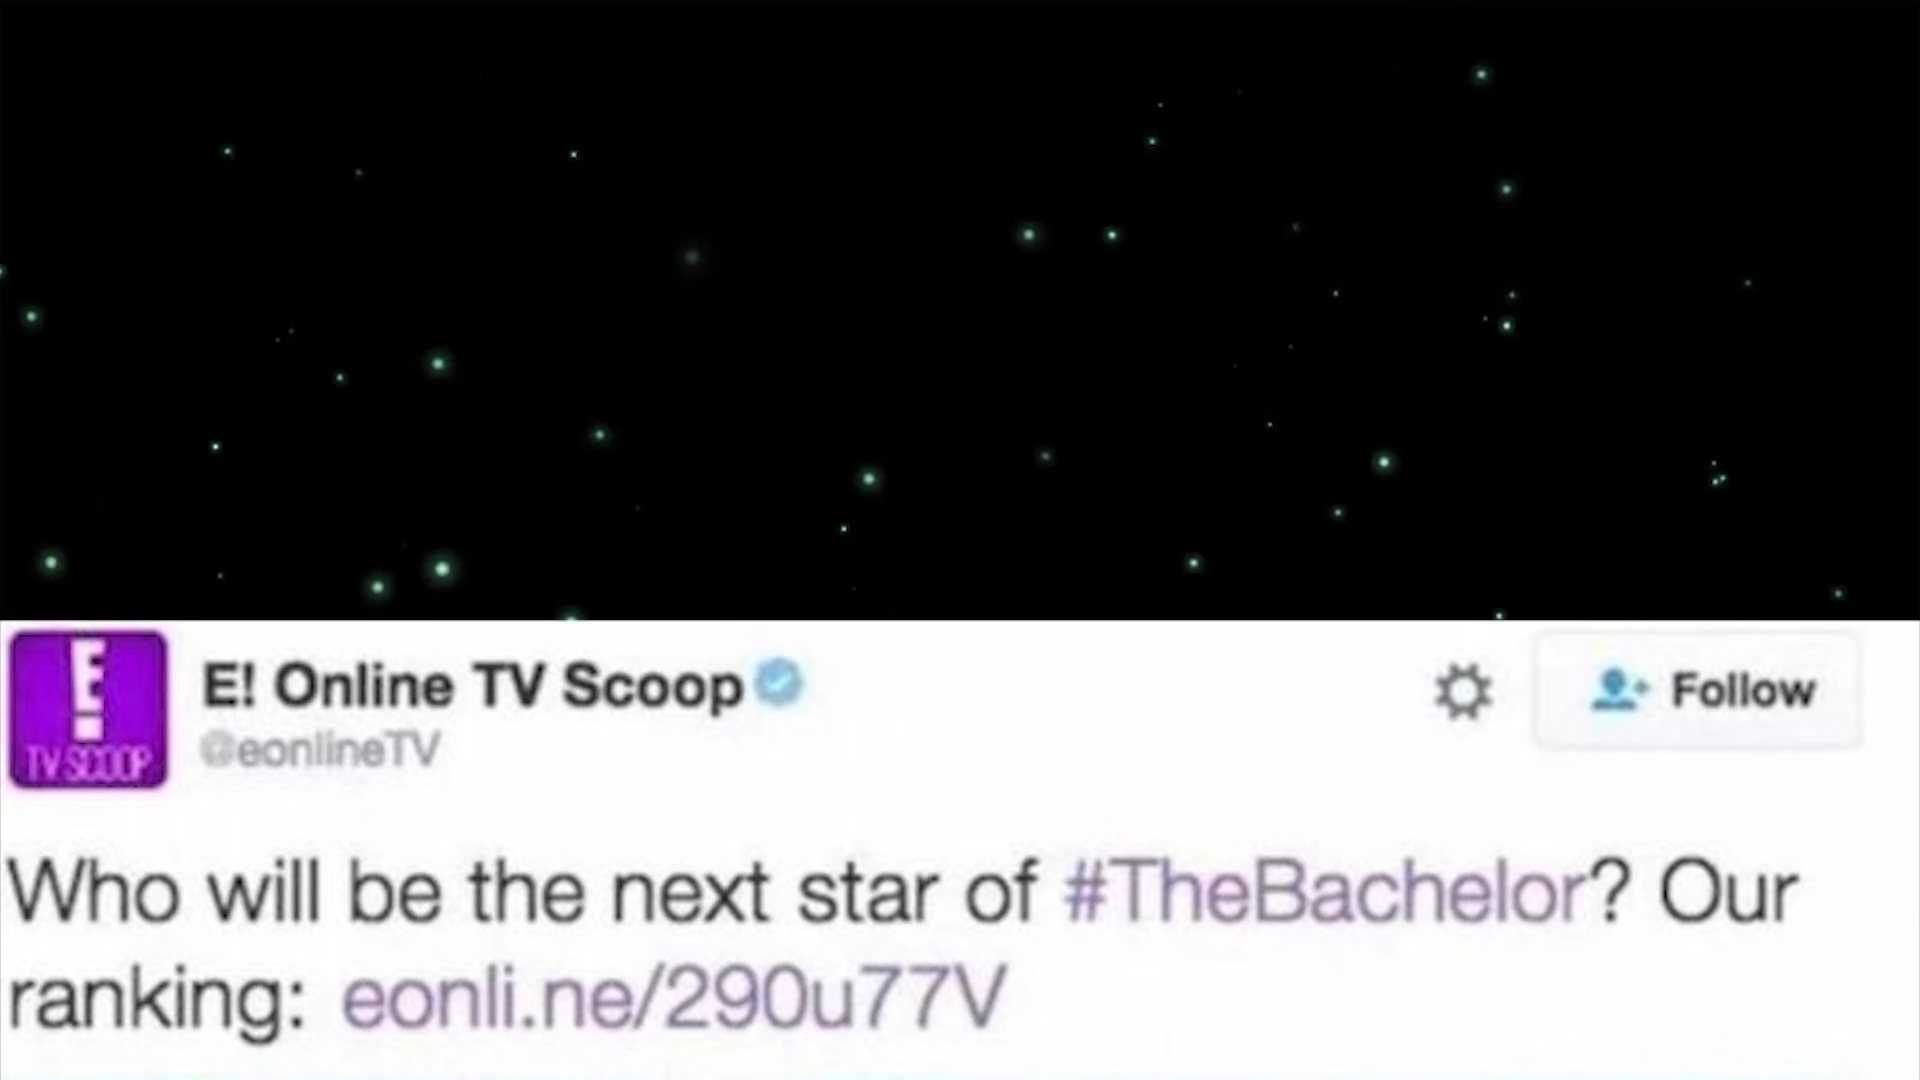 E!
TV SCOOP
E! Online TV Scoop
@eonlineTV
Follow
Who will be the next star of #TheBachelor? Our
ranking: eonli.ne/290u77V